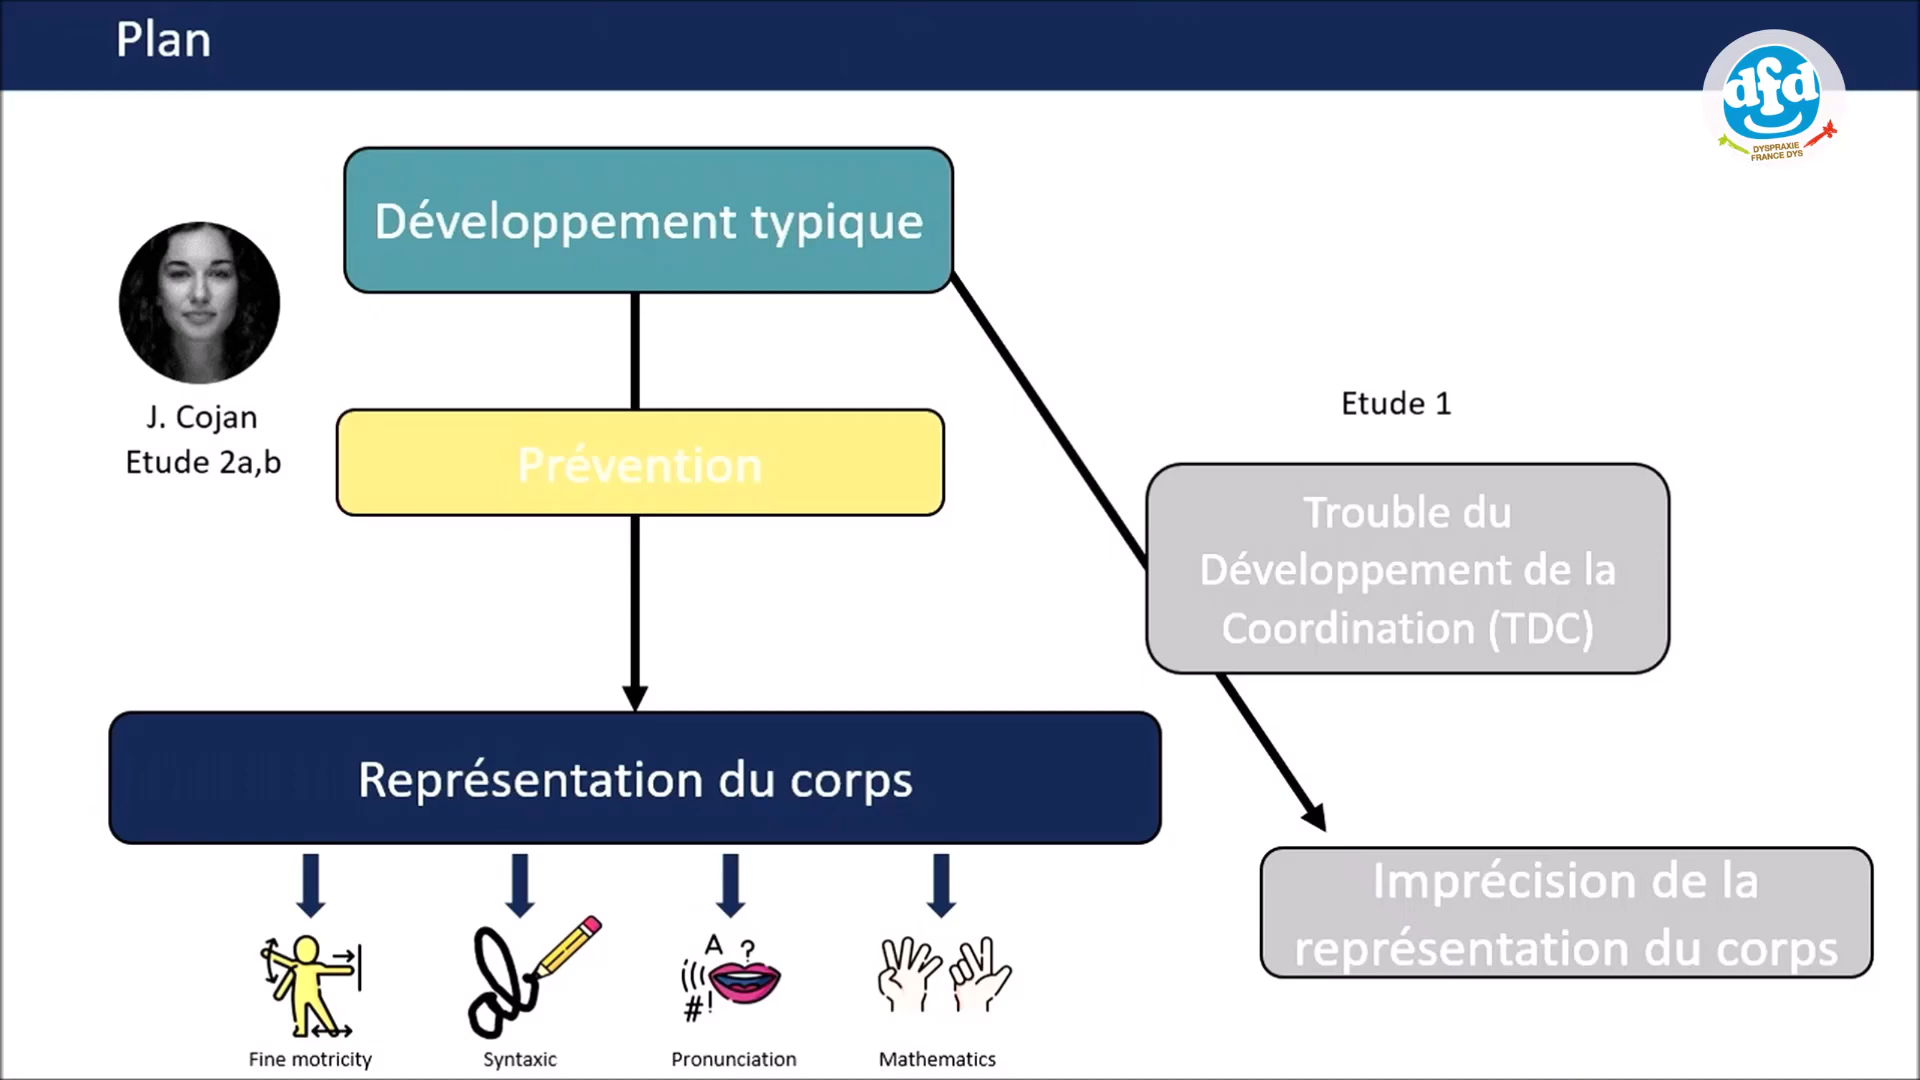 Plan
dfd
DYSPRAXIE
FRANCE DYS
Développement typique
J. Cojan
Etude 2a,b
Prévention
Etude 1
Trouble du
Développement de la
Coordination (TDC)
Représentation du corps
Imprécision de la
représentation du corps
A ?
#!
Fine motricity
Syntaxic
Pronunciation
Mathematics